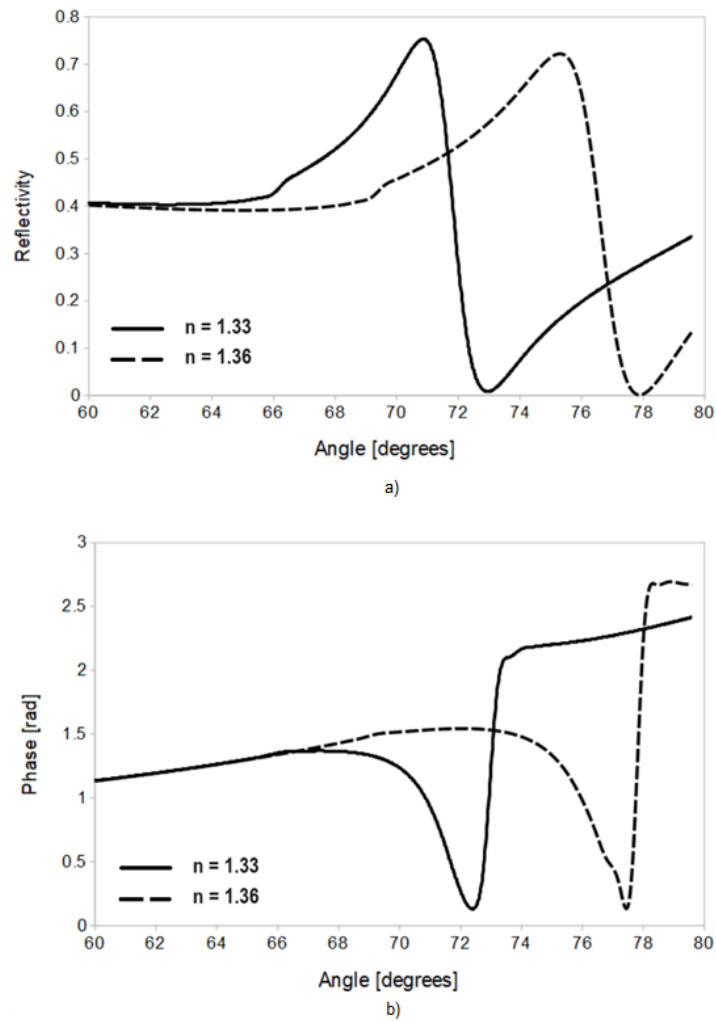 0.8
0.7
0.6
0.5
0.4
0.3
0.2
0.1
0
Reflectivity
n = 1.33
n = 1.36
60 62 64 66 68 70 72 74 76 78 80
Angle [degrees]
a)
3
2.5
2
1.5
1
0.5
0
Phase [rad]
n = 1.33
n = 1.36
60 62 64 66 68 70 72 74 76 78 80
Angle [degrees]
b)